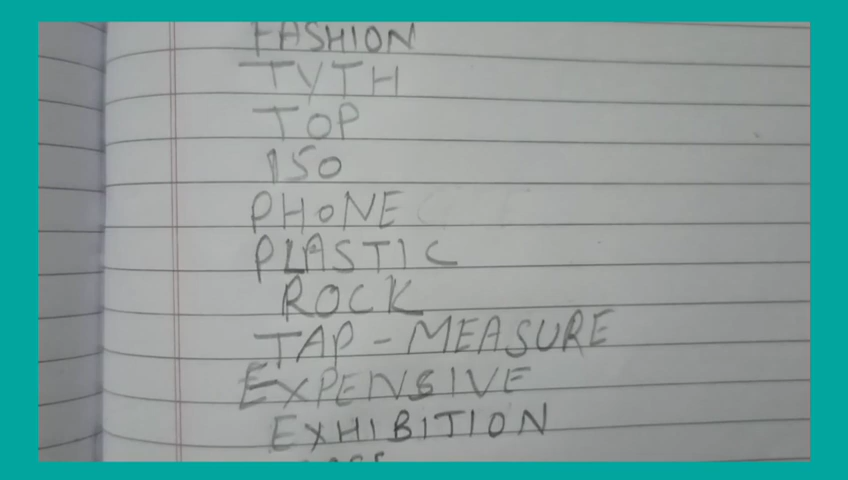 FASHION
TYTH
TOP
150
PHONE
PLASTIC
ROCK
TAP-MEASURE
EXPENSIVE
EXHIBITION